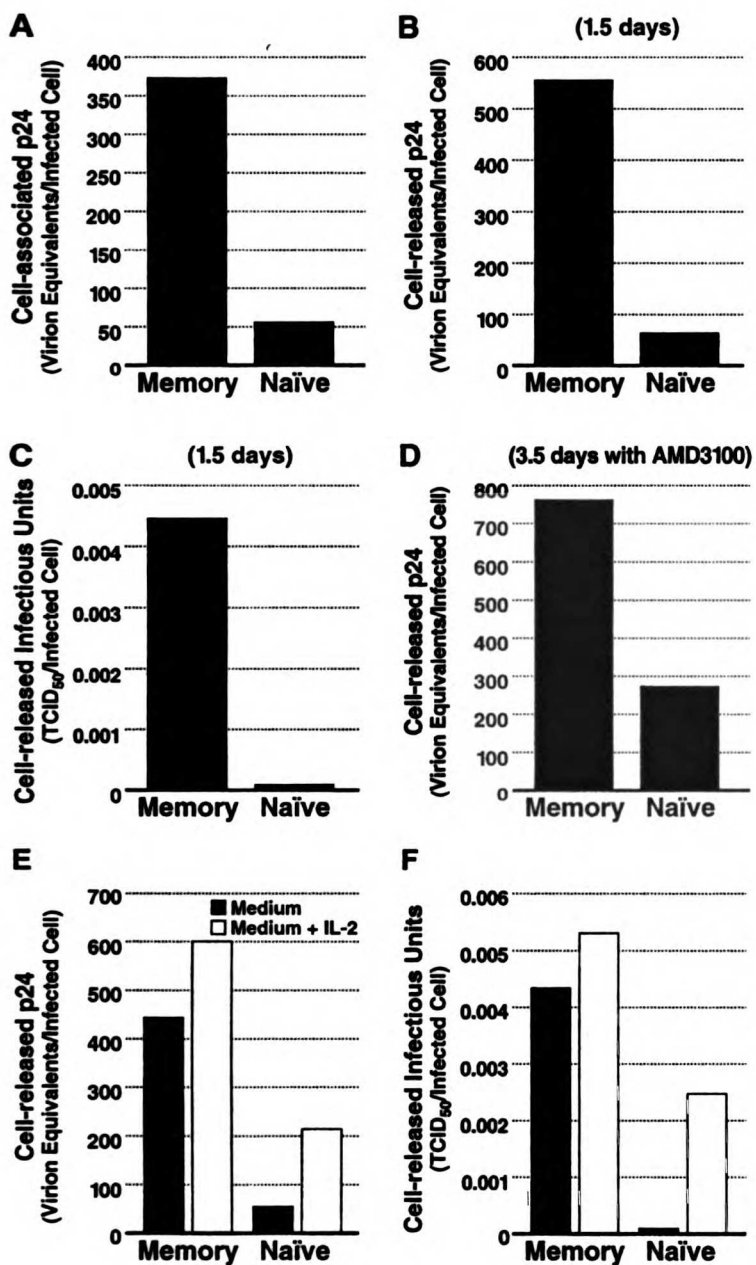 A
Cell-associated p24
(Virion Equivalents/Infected Cell)
400
350
300
250
200
150
100
50
0
Memory Naïve
B
(1.5 days)
Cell-released p24
(Virion Equivalents/Infected Cell)
600
500
400
300
200
100
0
Memory Naïve
C
(1.5 days)
Cell-released Infectious Units
(TCID50/Infected Cell)
0.005
0.004
0.003
0.002
0.001
0
Memory Naïve
D
(3.5 days with AMD3100)
Cell-released p24
(Virion Equivalents/Infected Cell)
800
700
600
500
400
300
200
100
0
Memory Naïve
E
Cell-released p24
(Virion Equivalents/Infected Cell)
700
600
500
400
300
200
100
0
Medium
Medium + IL-2
Memory Naïve
F
Cell-released Infectious Units
(TCID50/Infected Cell)
0.006
0.005
0.004
0.003
0.002
0.001
0
Memory Naïve